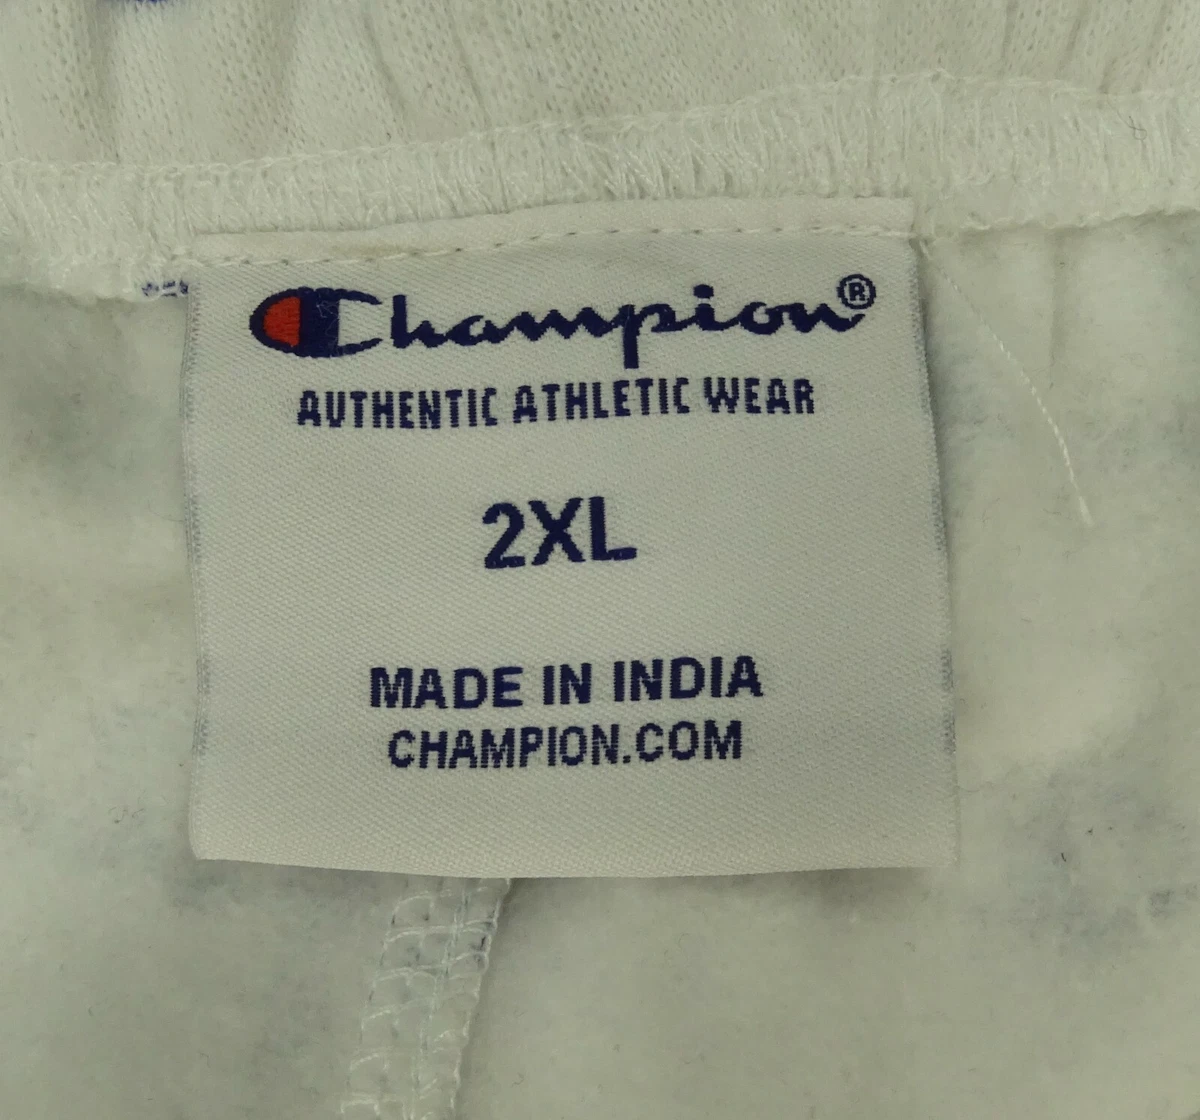 Champion®
AUTHENTIC ATHLETIC WEAR
2XL
MADE IN INDIA
CHAMPION.COM